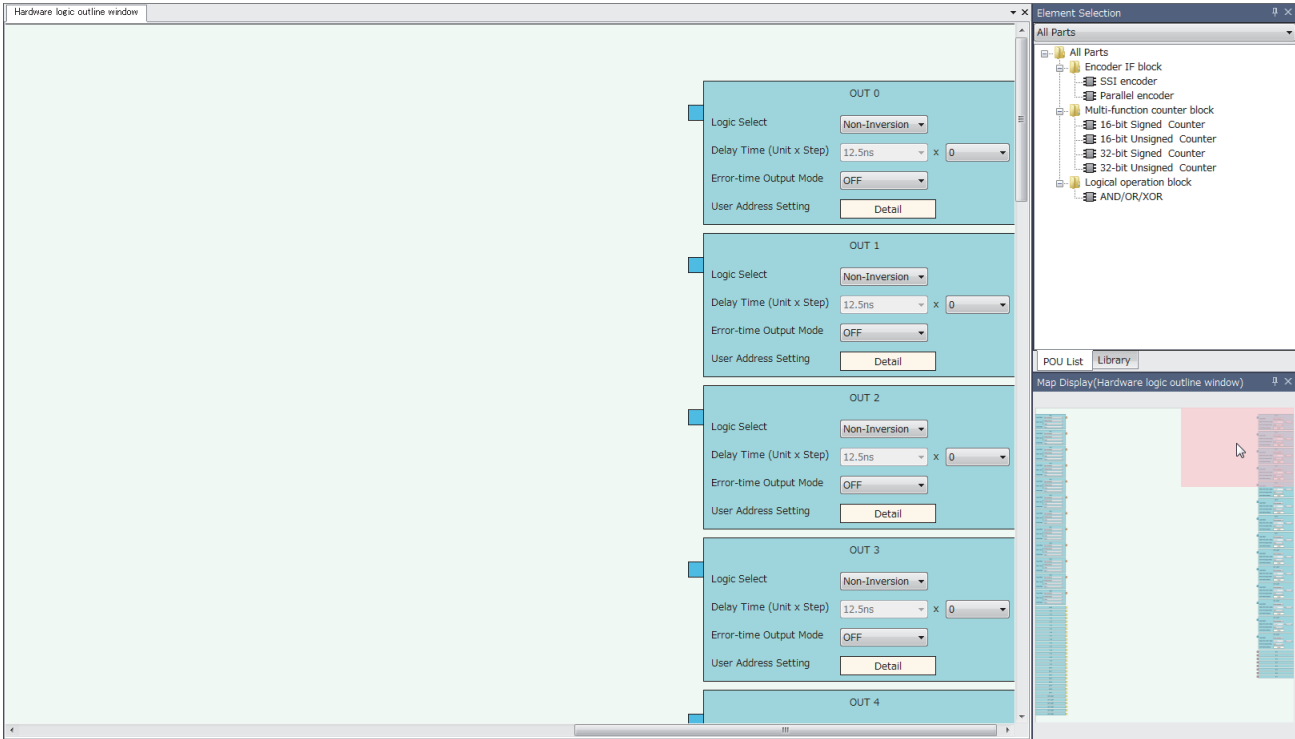 Hardware logic outline window
OUT 0
Logic Select
Non-Inversion
Delay Time (Unit x Step)
12.5ns
x
0
Error-time Output Mode
OFF
User Address Setting
Detail
OUT 1
Logic Select
Non-Inversion
Delay Time (Unit x Step)
12.5ns
x
0
Error-time Output Mode
OFF
User Address Setting
Detail
OUT 2
Logic Select
Non-Inversion
Delay Time (Unit x Step)
12.5ns
x
0
Error-time Output Mode
OFF
User Address Setting
Detail
OUT 3
Logic Select
Non-Inversion
Delay Time (Unit x Step)
12.5ns
x
0
Error-time Output Mode
OFF
User Address Setting
Detail
OUT 4
Element Selection
All Parts
All Parts
Encoder IF block
SSI encoder
Parallel encoder
Multi-function counter block
16-bit Signed Counter
16-bit Unsigned Counter
32-bit Signed Counter
32-bit Unsigned Counter
Logical operation block
AND/OR/XOR
POU List
Library
Map Display(Hardware logic outline window)